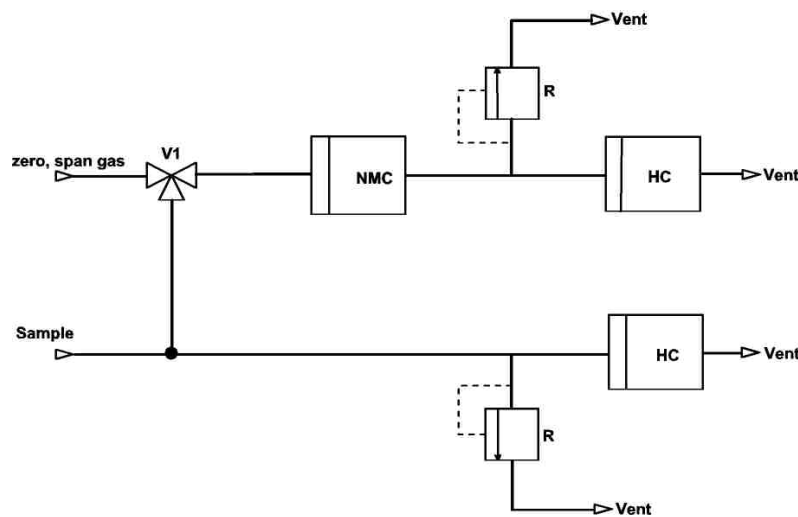 Vent
R
V1
zero, span gas
NMC
HC
Vent
Sample
HC
Vent
R
Vent